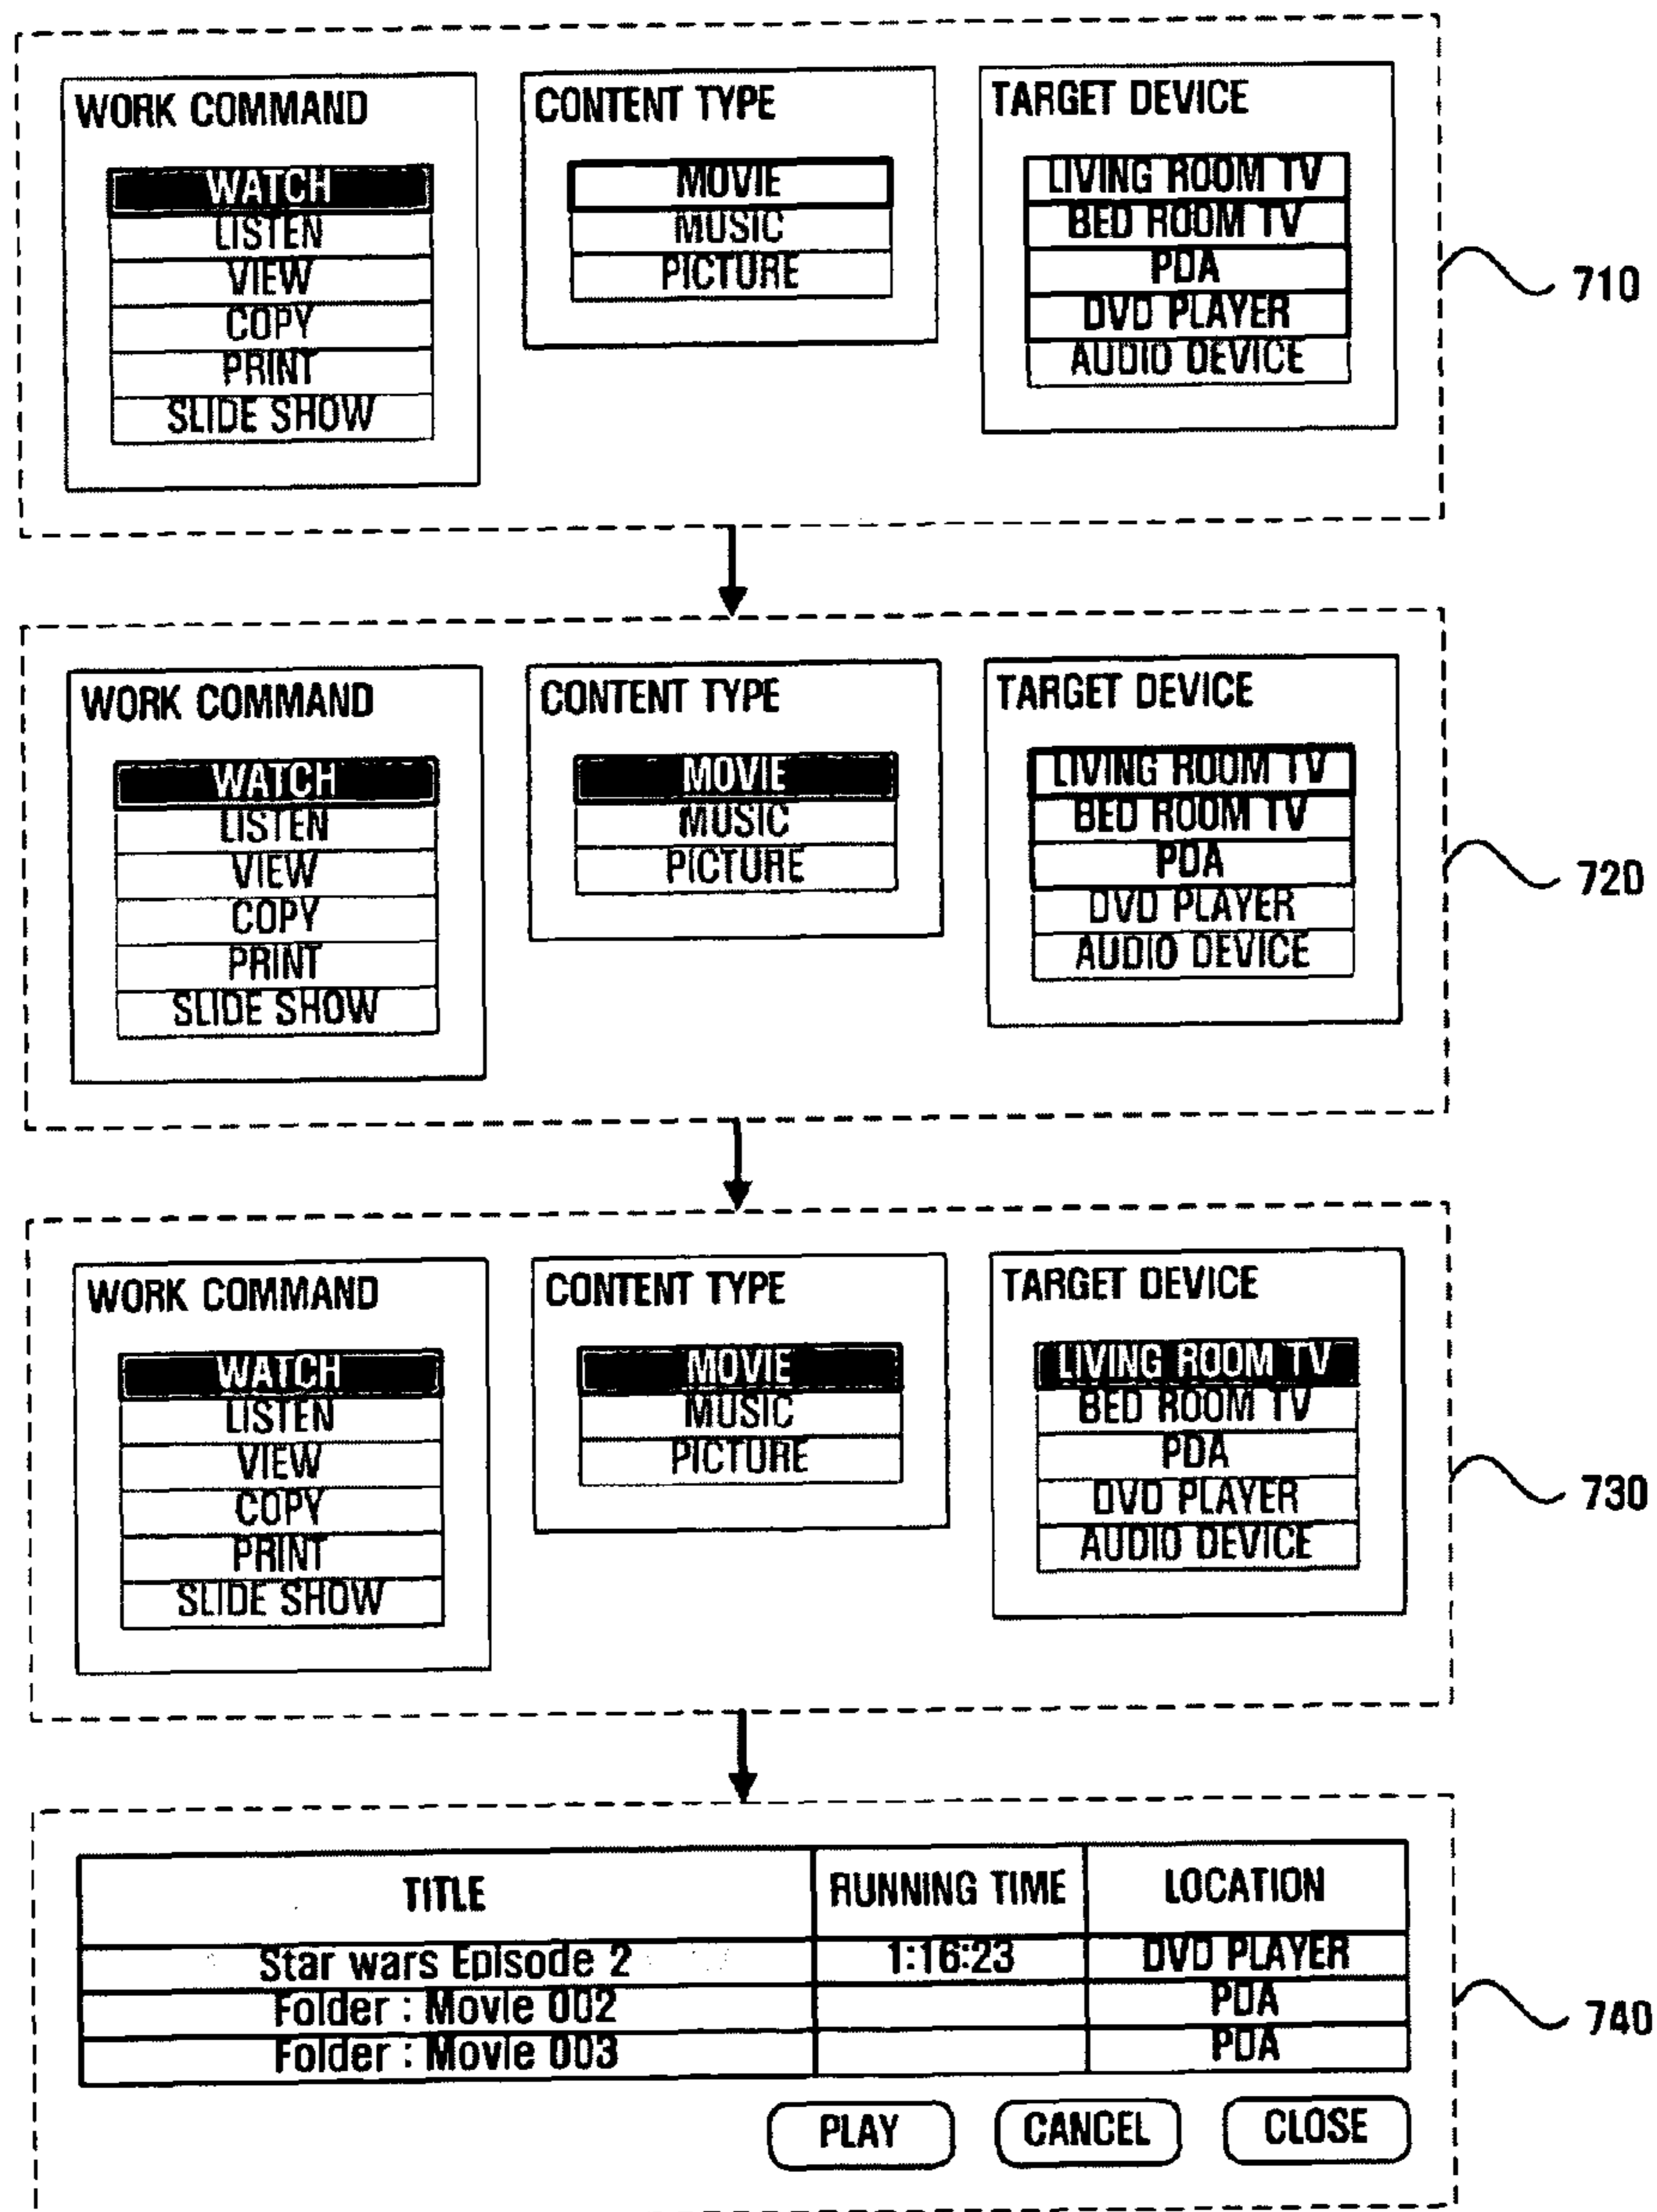 WORK COMMAND
WATCH
LISTEN
VIEW
COPY
PRINT
SLIDE SHOW
CONTENT TYPE
MOVIE
MUSIC
PICTURE
TARGET DEVICE
LIVING ROOM TV
BED ROOM TV
PDA
DVD PLAYER
AUDIO DEVICE
710
WORK COMMAND
WATCH
LISTEN
VIEW
COPY
PRINT
SLIDE SHOW
CONTENT TYPE
MOVIE
MUSIC
PICTURE
TARGET DEVICE
LIVING ROOM TV
BED ROOM TV
PDA
DVD PLAYER
AUDIO DEVICE
720
WORK COMMAND
WATCH
LISTEN
VIEW
COPY
PRINT
SLIDE SHOW
CONTENT TYPE
MOVIE
MUSIC
PICTURE
TARGET DEVICE
LIVING ROOM TV
BED ROOM TV
PDA
DVD PLAYER
AUDIO DEVICE
730
TITLE RUNNING TIME LOCATION
Star wars Episode 2 1:16:23 DVD PLAYER
Folder : Movie 002 PDA
Folder : Movie 003 PDA
740
PLAY CANCEL CLOSE